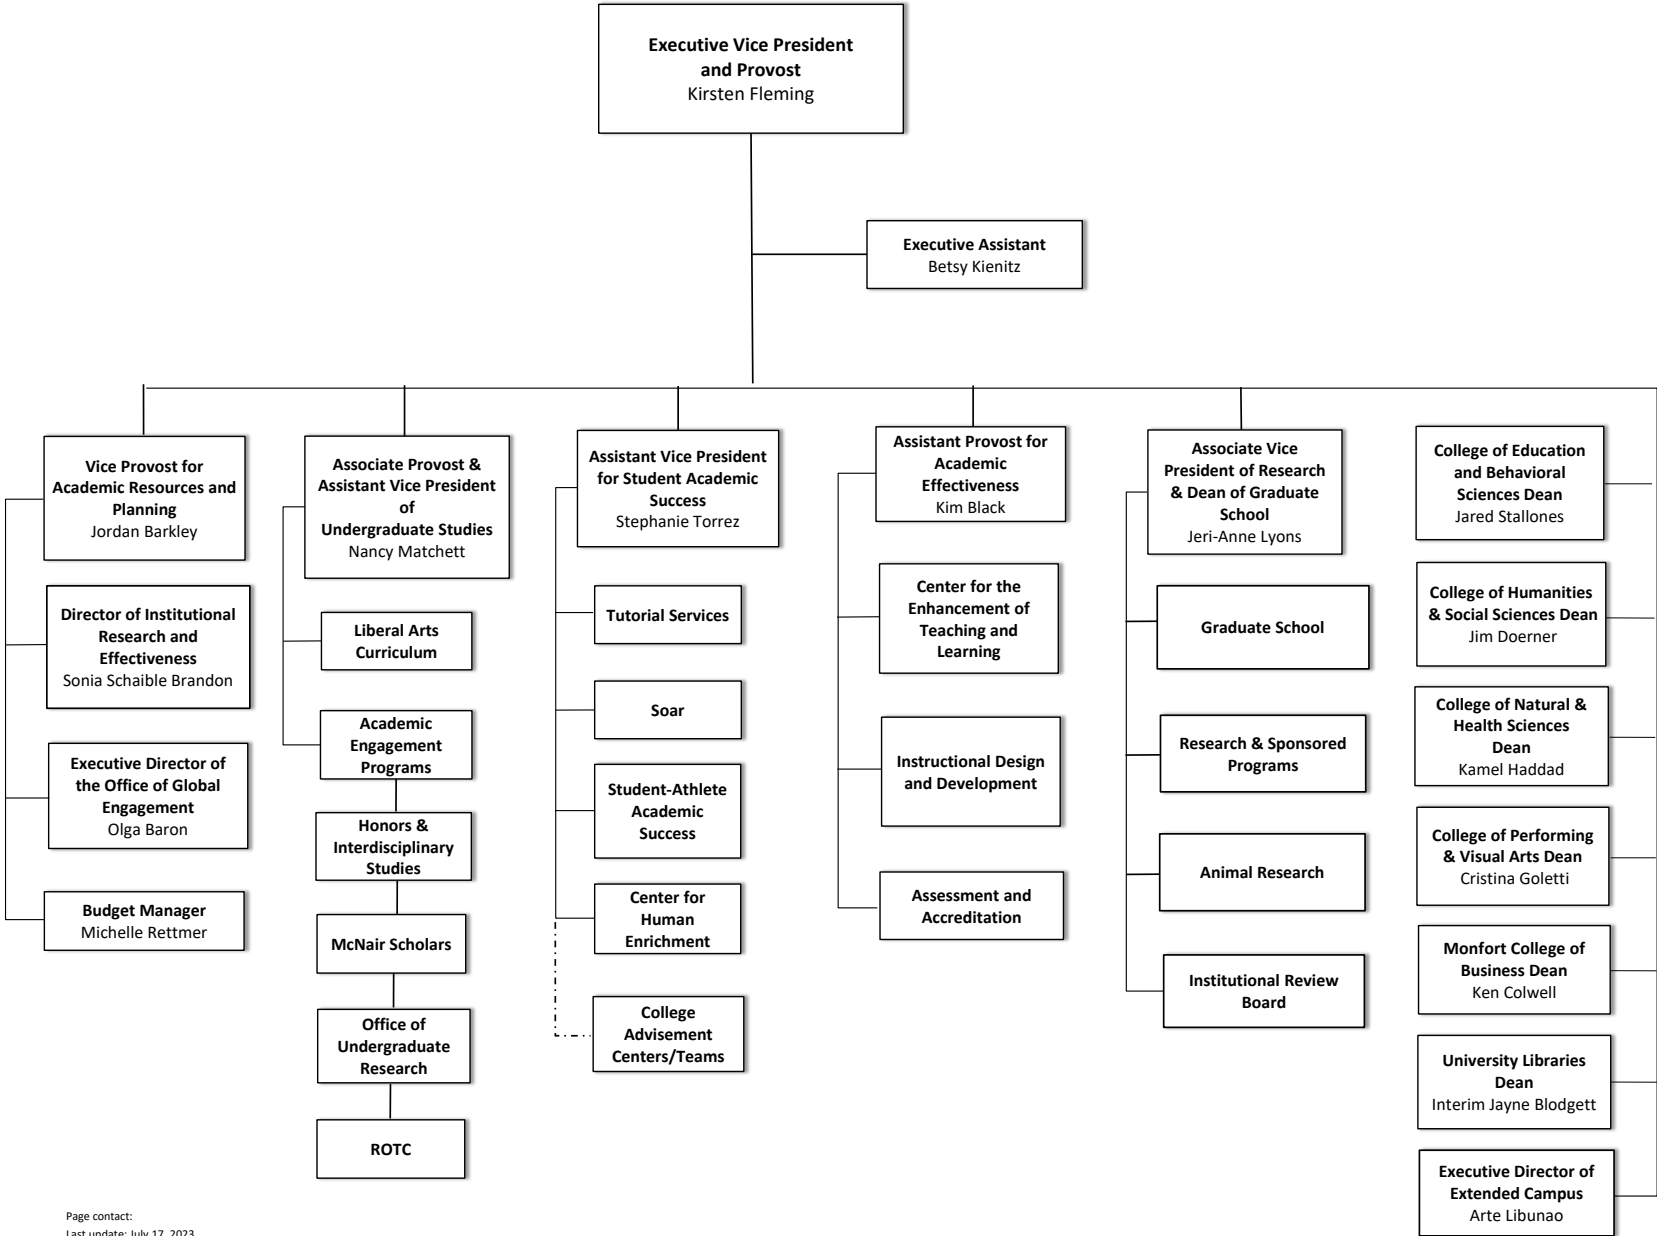 Executive Vice President
and Provost
Kirsten Fleming
Executive Assistant
Betsy Kienitz
Vice Provost for
Academic Resources and
Planning
Jordan Barkley
Director of Institutional
Research and
Effectiveness
Sonia Schaible Brandon
Executive Director of
the Office of Global
Engagement
Olga Baron
Budget Manager
Michelle Rettmer
Associate Provost &
Assistant Vice President
of
Undergraduate Studies
Nancy Matchett
Liberal Arts
Curriculum
Academic
Engagement
Programs
Honors &
Interdisciplinary
Studies
McNair Scholars
Office of
Undergraduate
Research
ROTC
Assistant Vice President
for Student Academic
Success
Stephanie Torrez
Tutorial Services
Soar
Student-Athlete
Academic
Success
Center for
Human
Enrichment
College
Advisement
Centers/Teams
Assistant Provost for
Academic
Effectiveness
Kim Black
Center for the
Enhancement of
Teaching and
Learning
Instructional Design
and Development
Assessment and
Accreditation
Associate Vice
President of Research
& Dean of Graduate
School
Jeri-Anne Lyons
Graduate School
Research & Sponsored
Programs
Animal Research
Institutional Review
Board
College of Education
and Behavioral
Sciences Dean
Jared Stallones
College of Humanities
& Social Sciences Dean
Jim Doerner
College of Natural &
Health Sciences
Dean
Kamel Haddad
College of Performing
& Visual Arts Dean
Cristina Goletti
Monfort College of
Business Dean
Ken Colwell
University Libraries
Dean
Interim Jayne Blodgett
Executive Director of
Extended Campus
Arte Libunao
Page contact:
Last update: July 17, 2023